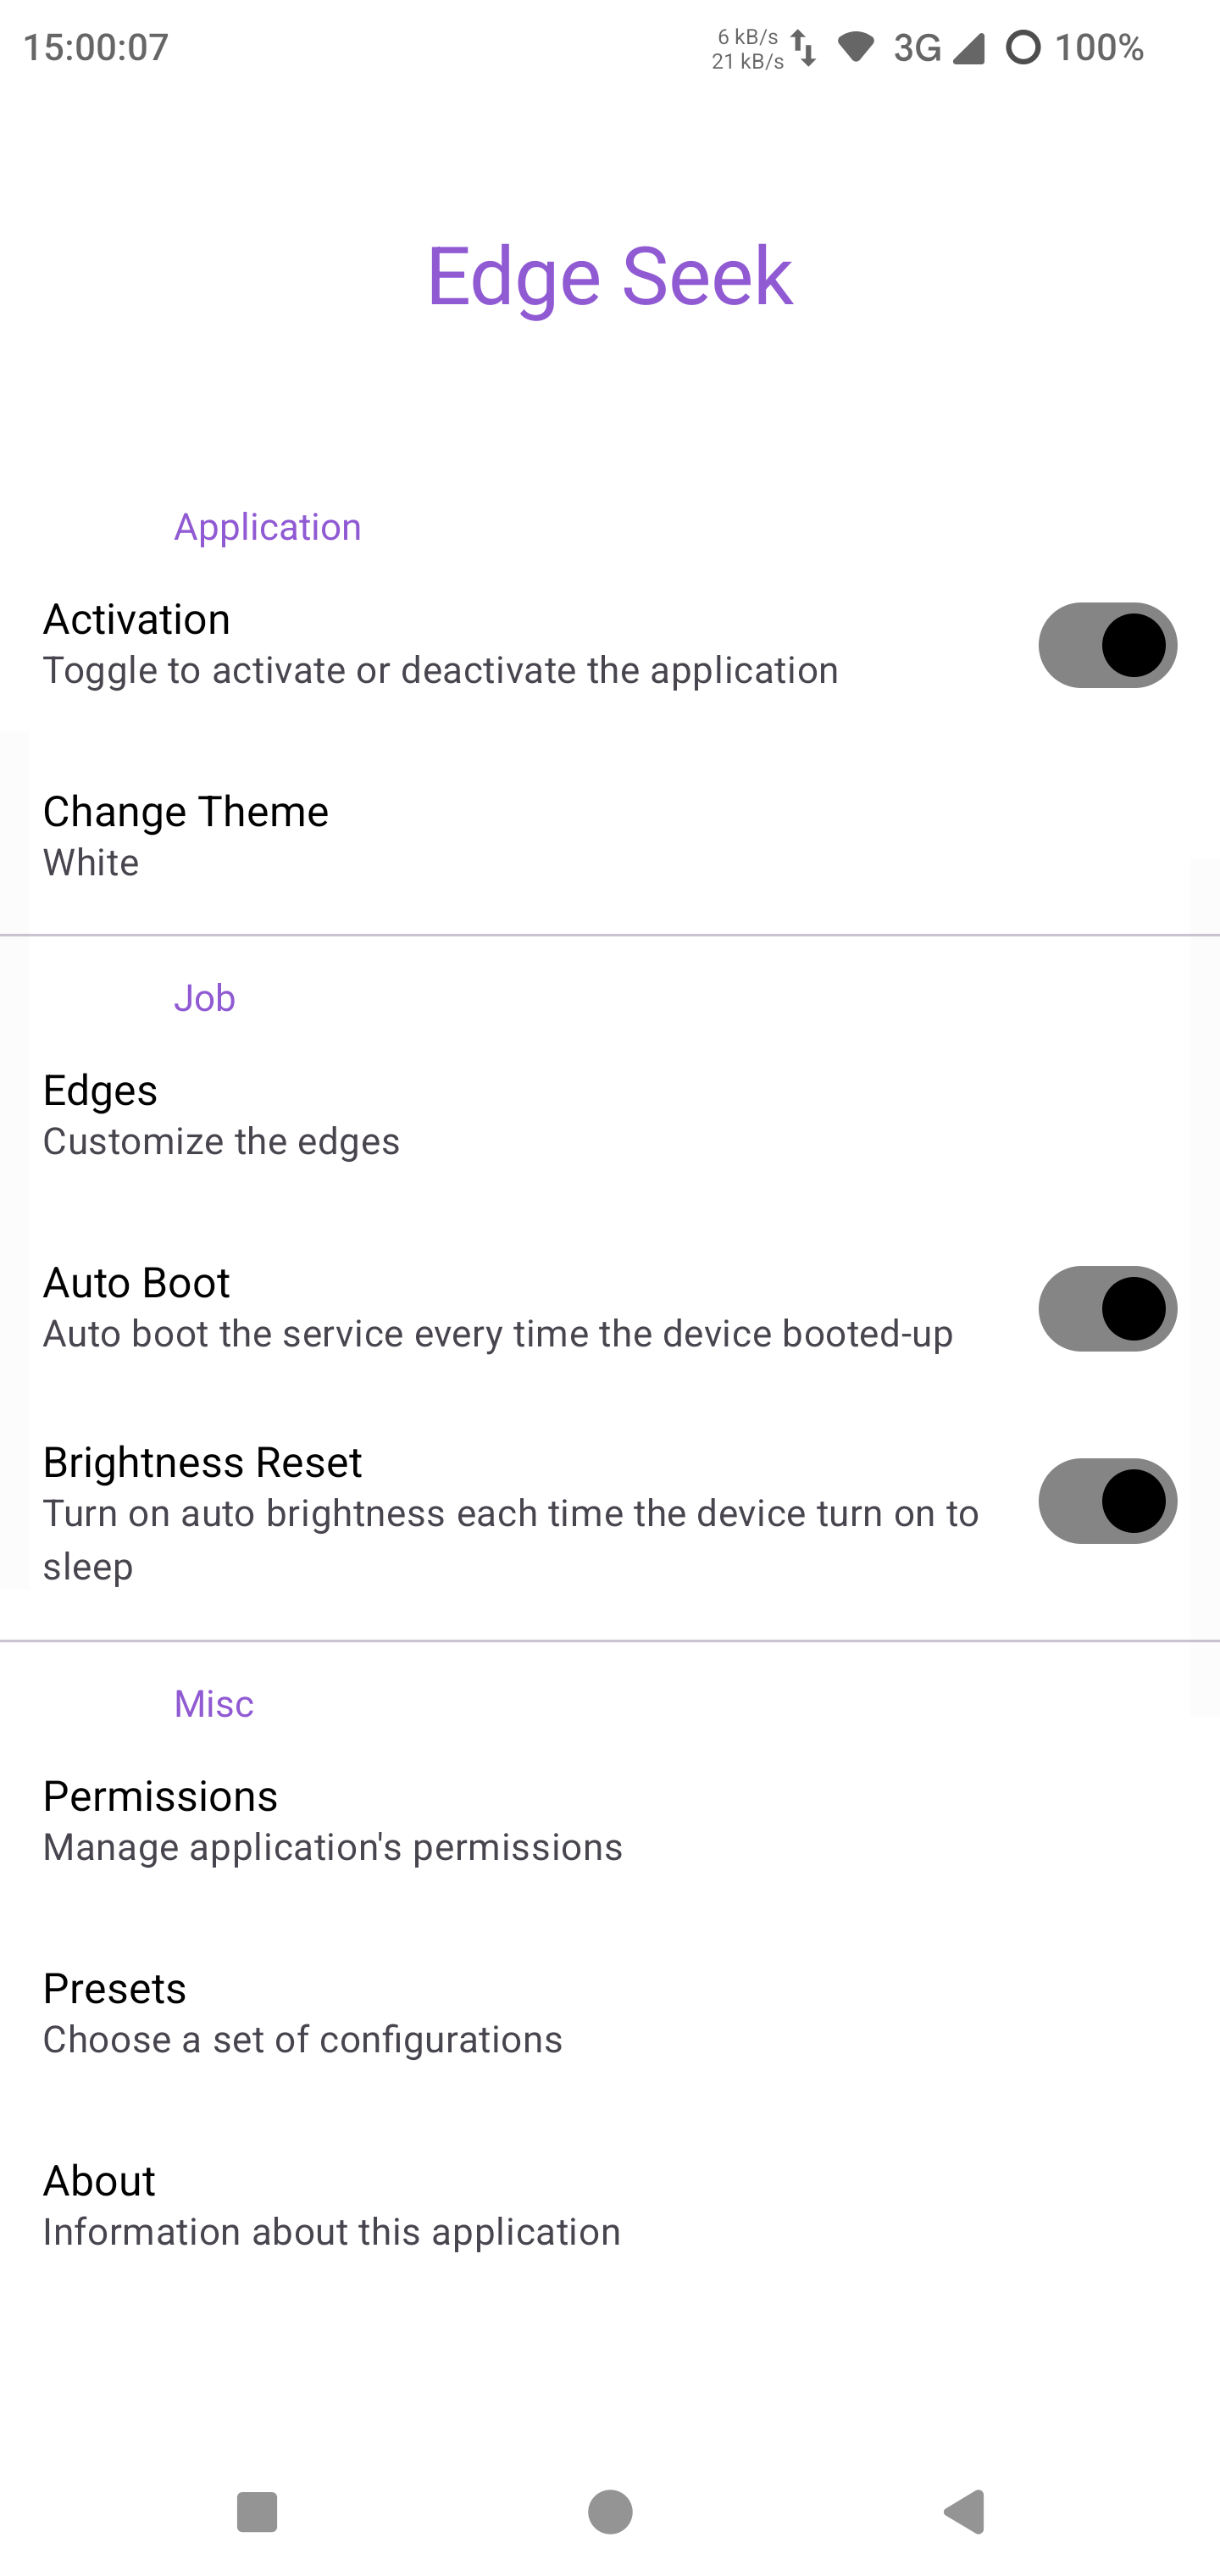 15:00:07
6 kB/s
21 kB/s
3G
100%
Edge Seek
Application
Activation
Toggle to activate or deactivate the application
Change Theme
White
Job
Edges
Customize the edges
Auto Boot
Auto boot the service every time the device booted-up
Brightness Reset
Turn on auto brightness each time the device turn on to
sleep
Misc
Permissions
Manage application's permissions
Presets
Choose a set of configurations
About
Information about this application